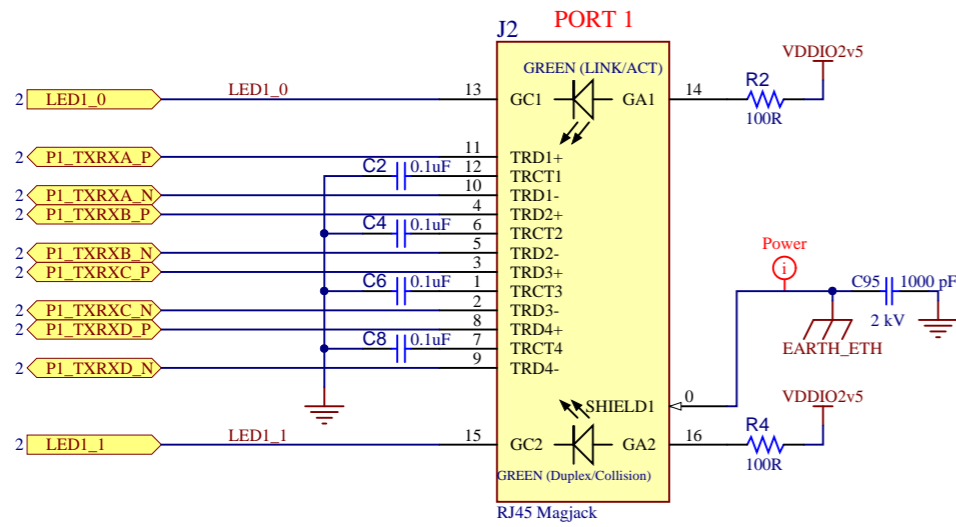 PORT 1
J2
VDDIO2v5
GREEN (LINK/ACT)
2 LED1_0 LED1_0 13 GC1 GA1 14 R2
100R
2 P1_TXRXA_P 11 TRD1+
C2 0.1uF 12 TRCT1
2 P1_TXRXA_N 10 TRD1-
2 P1_TXRXB_P 4 TRD2+
C4 0.1uF 6 TRCT2
2 P1_TXRXB_N 5 TRD2-
2 P1_TXRXC_P 3 TRD3+
C6 0.1uF 1 TRCT3
2 P1_TXRXC_N 2 TRD3-
2 P1_TXRXD_P 8 TRD4+
C8 0.1uF 7 TRCT4
2 P1_TXRXD_N 9 TRD4-
Power
i
C95 1000 pF
2 kV
EARTH_ETH
SHIELD1 0
VDDIO2v5
2 LED1_1 LED1_1 15 GC2 GA2 16 R4
100R
GREEN (Duplex/Collision)
RJ45 Magjack